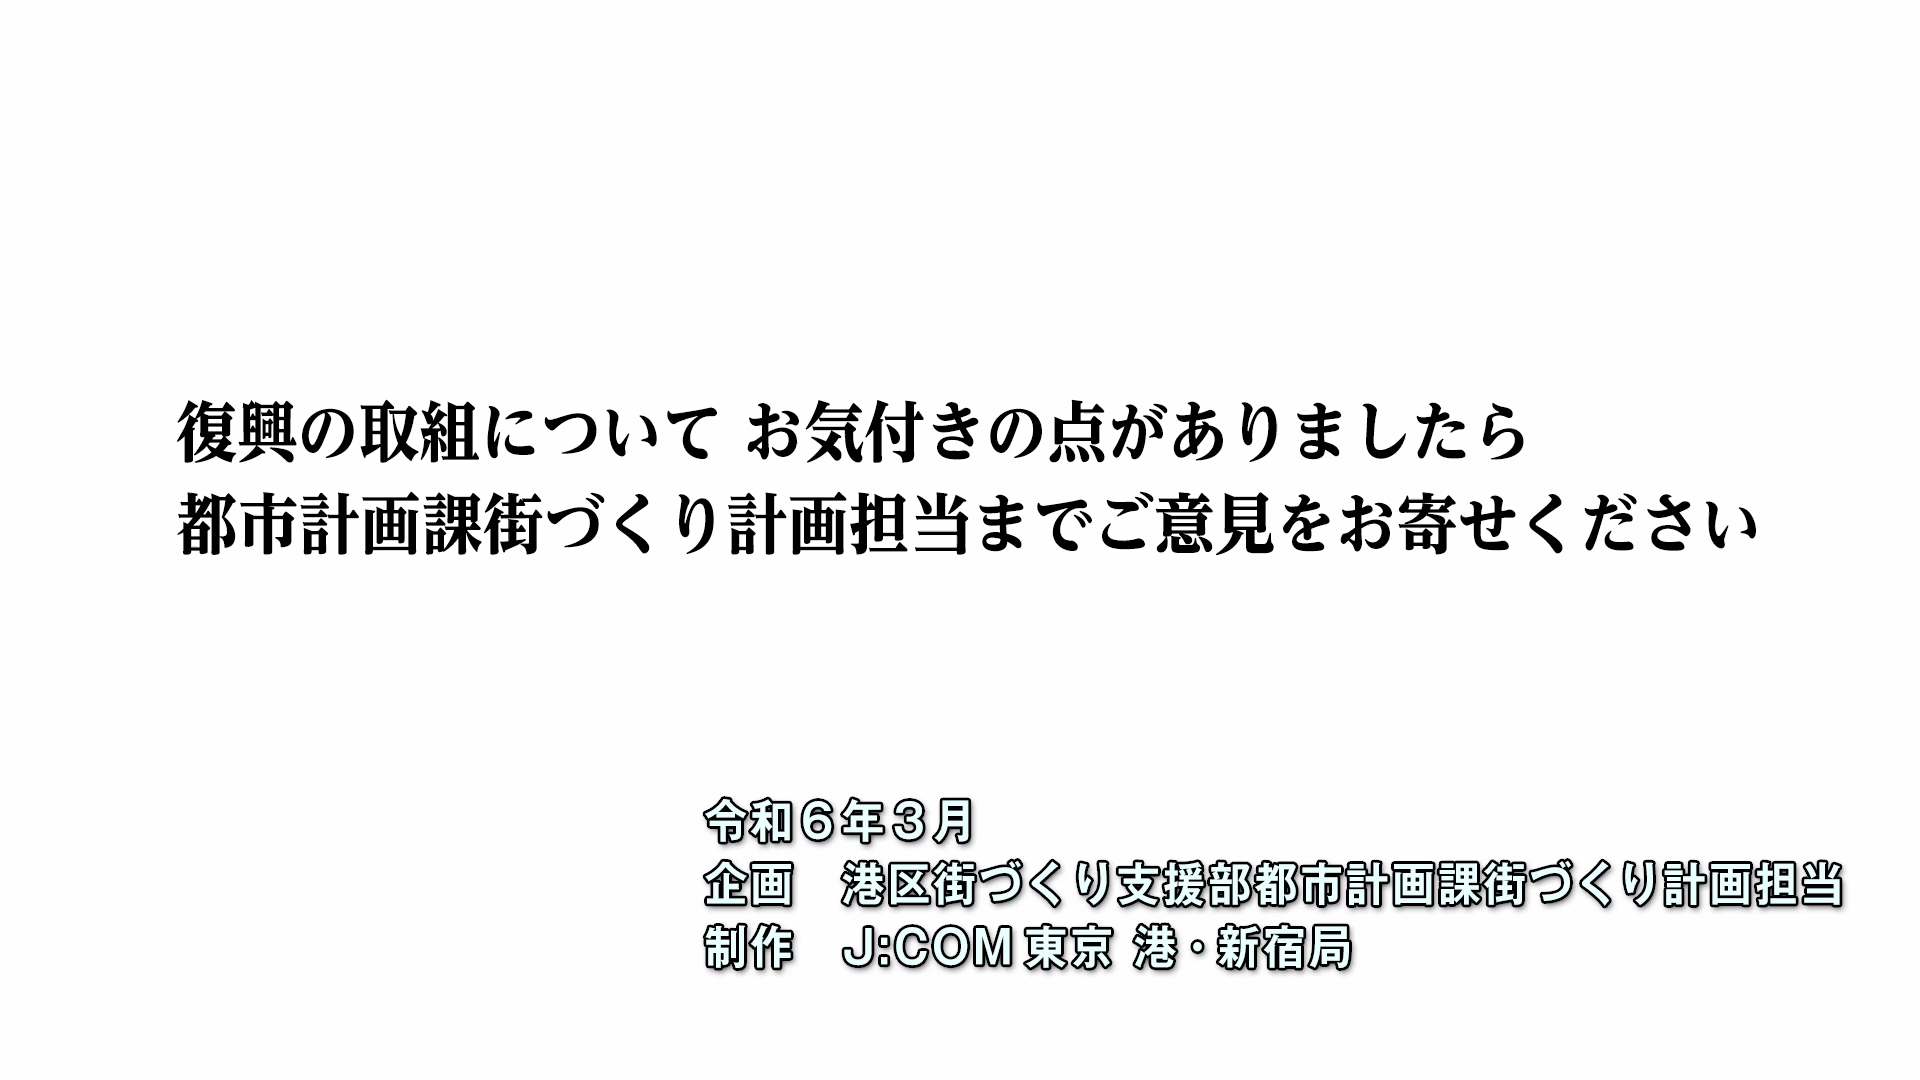 復興の取組について お気付きの点がありましたら
都市計画課街づくり計画担当までご意見をお寄せください
令和６年３月
企画　港区街づくり支援部都市計画課街づくり計画担当
制作　J:COM東京 港・新宿局